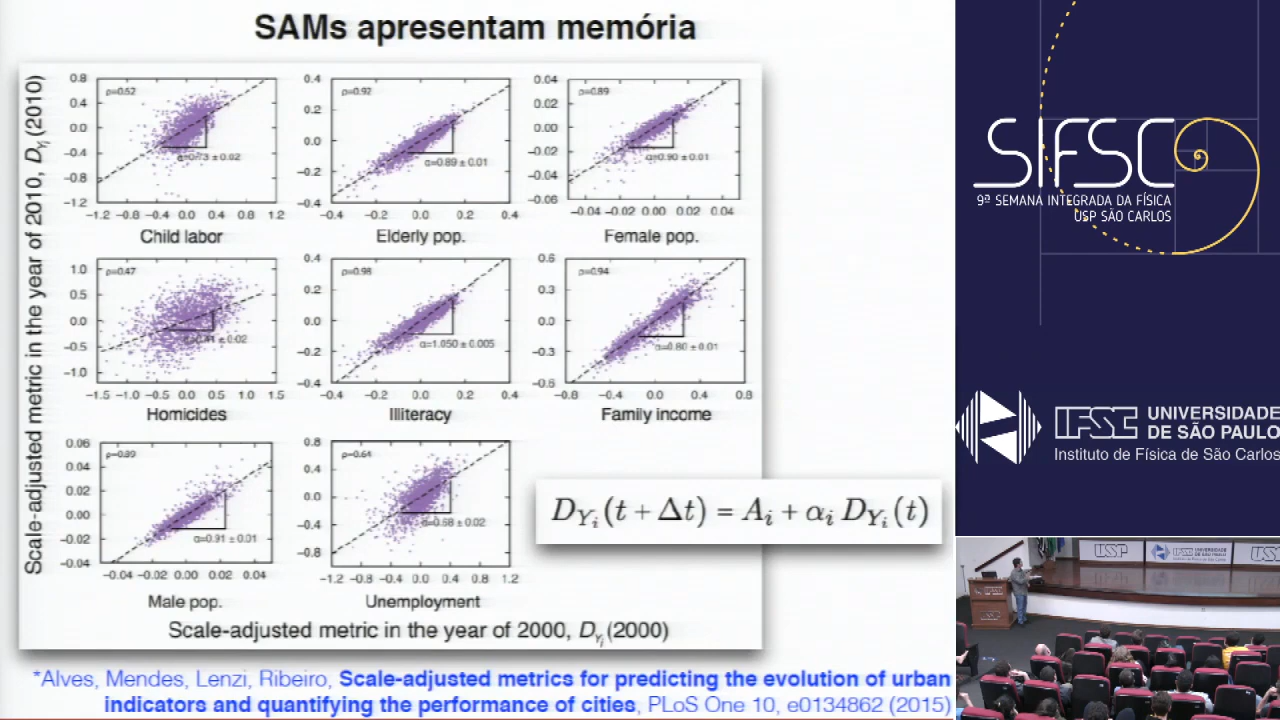 SAMs apresentam memória
Scale-adjusted metric in the year of 2010, D_Yi(2010)
0.8
0.4
0.0
−0.4
−0.8
−1.2
ρ=0.52
α=0.73 ± 0.02
−1.2 −0.8 −0.4 0.0 0.4 0.8 1.2
Child labor
0.4
0.2
0.0
−0.2
−0.4
ρ=0.92
α=0.89 ± 0.01
−0.4 −0.2 0.0 0.2 0.4
Elderly pop.
0.04
0.02
0.00
−0.02
−0.04
−0.06
ρ=0.89
α=0.90 ± 0.01
−0.04 −0.02 0.00 0.02 0.04
Female pop.
1.0
0.5
0.0
−0.5
−1.0
ρ=0.47
± 0.02
−1.5 −1.0 −0.5 0.0 0.5 1.0 1.5
Homicides
0.4
0.2
0.0
−0.2
−0.4
ρ=0.98
α=1.050 ± 0.005
−0.4 −0.2 0.0 0.2 0.4
Illiteracy
0.6
0.3
0.0
−0.3
−0.6
ρ=0.94
α=0.80 ± 0.01
−0.8 −0.4 0.0 0.4 0.8
Family income
0.06
0.04
0.02
0.00
−0.02
−0.04
ρ=0.89
α=0.91 ± 0.01
−0.04 −0.02 0.00 0.02 0.04
Male pop.
0.8
0.4
0.0
−0.4
−0.8
ρ=0.64
± 0.02
−1.2 −0.8 −0.4 0.0 0.4 0.8 1.2
Unemployment
D_Yi(t + Δt) = A_i + α_i D_Yi(t)
Scale-adjusted metric in the year of 2000, D_Yi(2000)
*Alves, Mendes, Lenzi, Ribeiro, Scale-adjusted metrics for predicting the evolution of urban
indicators and quantifying the performance of cities, PLoS One 10, e0134862 (2015)
SIFSC
9ª SEMANA INTEGRADA DA FÍSICA
USP SÃO CARLOS
IFSC UNIVERSIDADE
DE SÃO PAULO
Instituto de Física de São Carlos
USP
IFSC UNIVERSIDADE
DE SÃO PAULO
USP